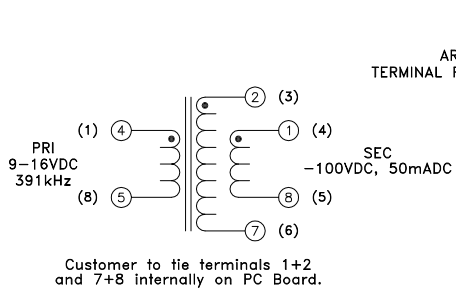 AR
TERMINAL F
2 (3)
(1) 4
1 (4)
PRI
9–16VDC
391kHz
SEC
–100VDC, 50mADC
(8) 5
8 (5)
7 (6)
Customer to tie terminals 1+2
and 7+8 internally on PC Board.